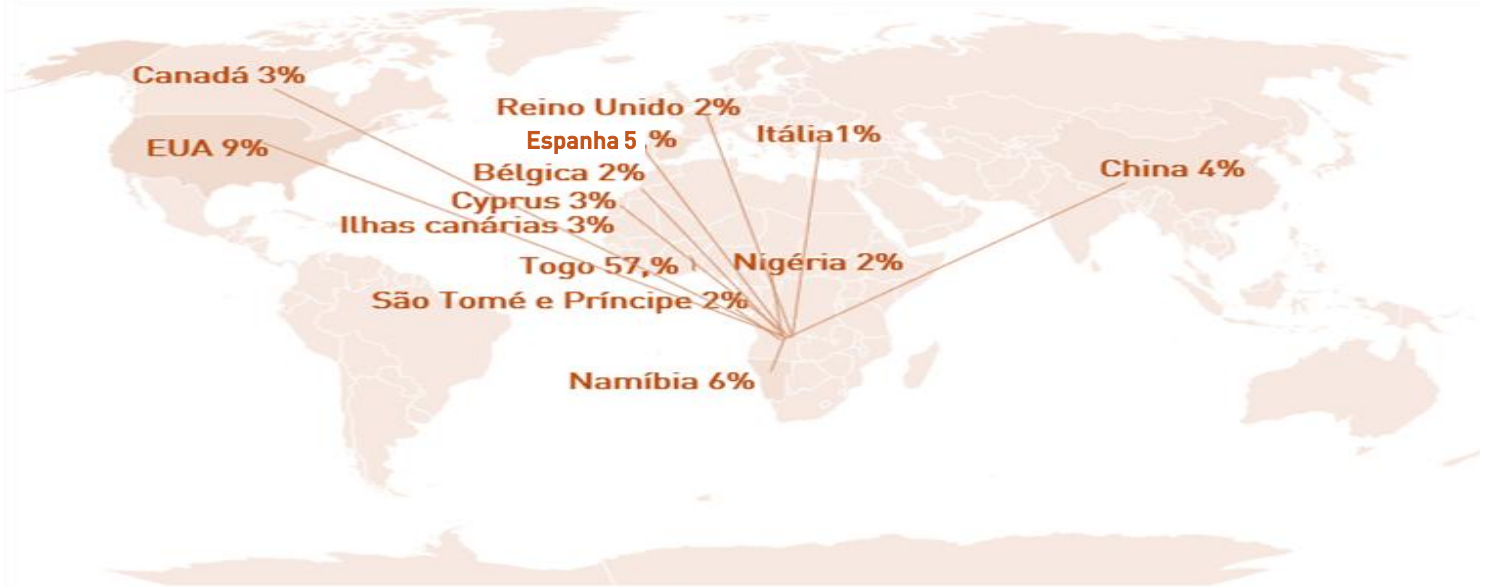 Canadá 3%
Reino Unido 2%
EUA 9%
Espanha 5 %
Itália1%
China 4%
Bélgica 2%
Cyprus 3%
Ilhas canárias 3%
Togo 57,%
Nigéria 2%
São Tomé e Príncipe 2%
Namíbia 6%